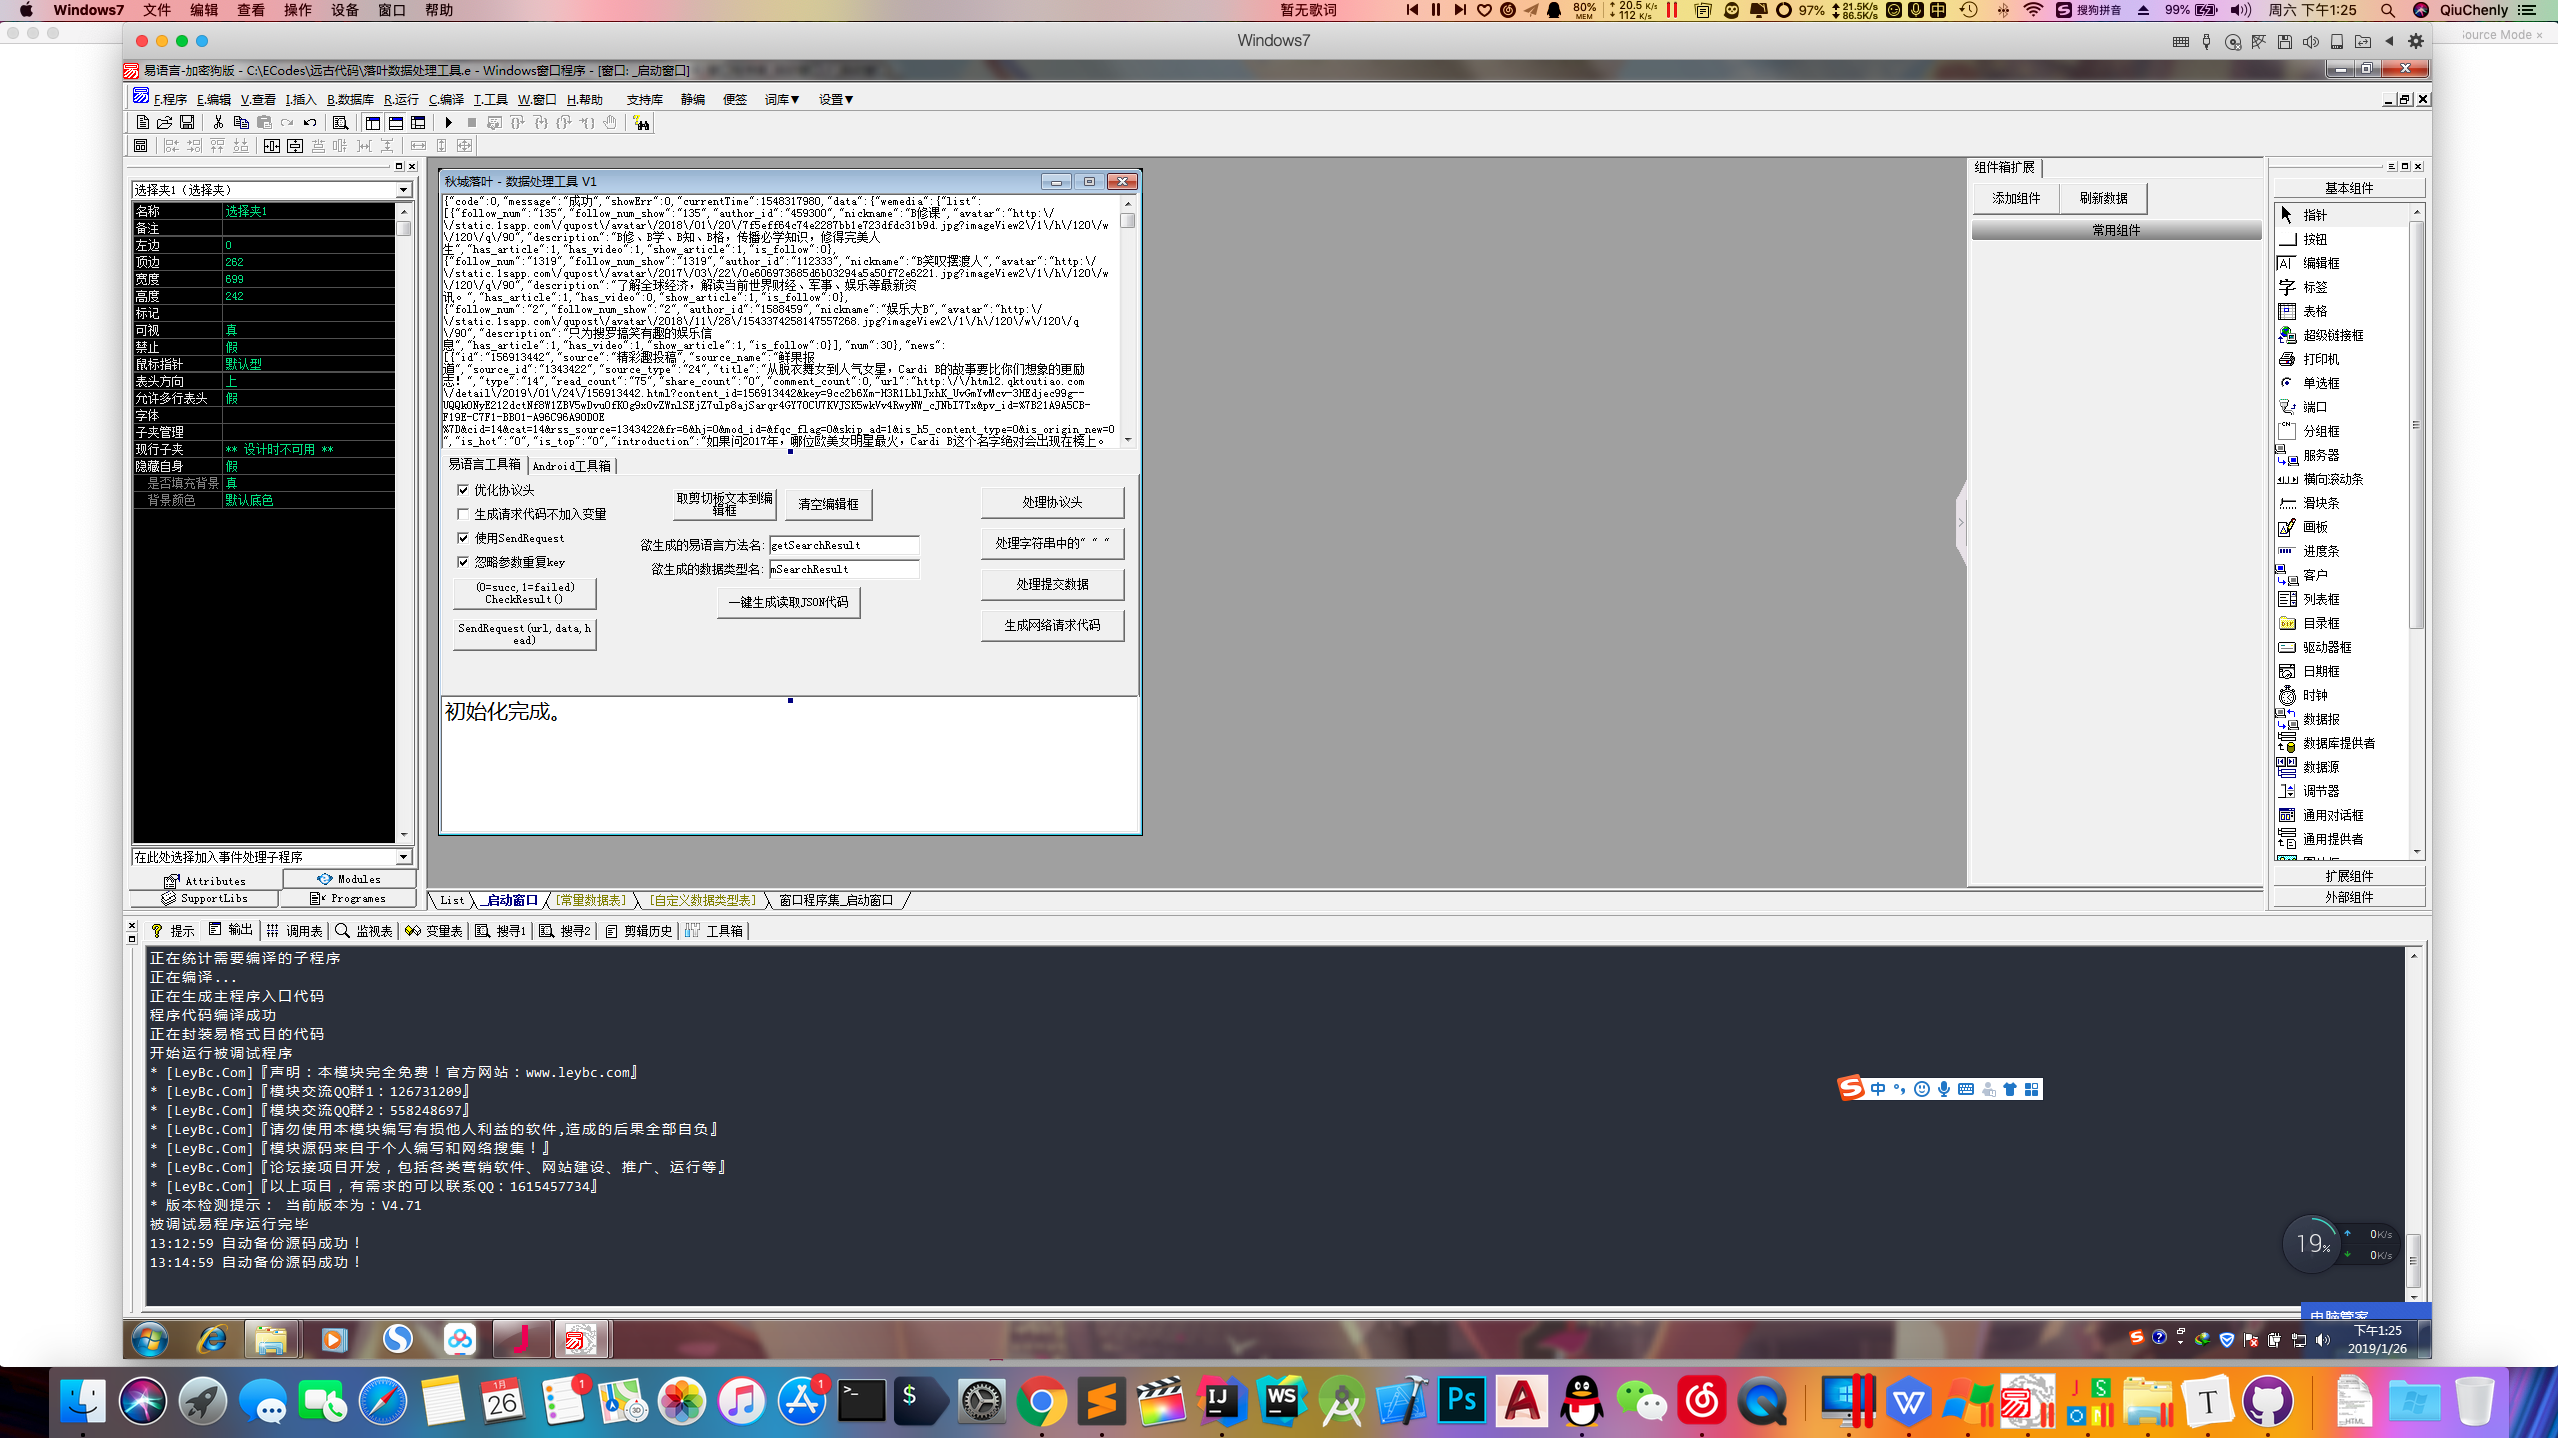 Windows7 文件 编辑 查看 操作 设备 窗口 帮助 暂无歌词 80% MEM 20.5 K/s 112 K/s 97% 21.5K/s 86.5K/s 搜狗拼音 99% 周六 下午1:25 QiuChenly
Windows7
Source Mode ×
易语言-加密狗版 - C:\ECodes\远古代码\落叶数据处理工具.e - Windows窗口程序 - [窗口: _启动窗口]
F.程序 E.编辑 V.查看 I.插入 B.数据库 R.运行 C.编译 T.工具 W.窗口 H.帮助 支持库 静编 便签 词库▼ 设置▼
选择夹1（选择夹）
名称 选择夹1
备注
左边 0
顶边 262
宽度 699
高度 242
标记
可视 真
禁止 假
鼠标指针 默认型
表头方向 上
允许多行表头 假
字体
子夹管理
现行子夹 ** 设计时不可用 **
隐藏自身 假
是否填充背景 真
背景颜色 默认底色
在此处选择加入事件处理子程序
Attributes Modules
SupportLibs Programes
秋城落叶 - 数据处理工具 V1
{"code":0,"message":"成功","showErr":0,"currentTime":1548317980,"data":{"wemedia":{"list":
[{"follow_num":"135","follow_num_show":"135","author_id":"459300","nickname":"B修课","avatar":"http:\/
\/static.1sapp.com\/qupost\/avatar\/2018\/01\/20\/7f5eff64c74e2287bb1e723dfdc31b9d.jpg?imageView2\/1\/h\/120\/w
\/120\/q\/90","description":"B修、B学、B知、B格，传播必学知识，修得完美人
生","has_article":1,"has_video":1,"show_article":1,"is_follow":0},
{"follow_num":"1319","follow_num_show":"1319","author_id":"112333","nickname":"B笑叹摆渡人","avatar":"http:\/
\/static.1sapp.com\/qupost\/avatar\/2017\/03\/22\/0e606973685d6b03294a5a50f72e6221.jpg?imageView2\/1\/h\/120\/w
\/120\/q\/90","description":"了解全球经济，解读当前世界财经、军事、娱乐等最新资
讯。","has_article":1,"has_video":0,"show_article":1,"is_follow":0},
{"follow_num":"2","follow_num_show":"2","author_id":"1588459","nickname":"娱乐大B","avatar":"http:\/
\/static.1sapp.com\/qupost\/avatar\/2018\/11\/28\/1543374258147557268.jpg?imageView2\/1\/h\/120\/w\/120\/q
\/90","description":"只为搜罗搞笑有趣的娱乐信
息","has_article":1,"has_video":1,"show_article":1,"is_follow":0}],"num":30},"news":
[{"id":"156913442","source":"精彩趣投稿","source_name":"鲜果报
道","source_id":"1343422","cat":"24","title":"从脱衣舞女到人气女星，Cardi B的故事要比你们想象的更励
志！","type":"14","read_count":"75","share_count":"0","comment_count":0,"url":"http:\/\/html2.qktoutiao.com
\/detail\/2019\/01\/24\/156913442.html?content_id=156913442&key=9cc2b6Xm-H3R1LblJxhK_UvGmYvMcv-3HEdjec99g--
F19E-C7F1-BB01-A96C96A90D0E
%7D&cid=14&cat=14&rss_source=1343422&fr=6&hj=0&mod_id=&fqc_flag=0&skip_ad=1&is_h5_content_type=0&is_origin_new=0
","is_hot":"0","is_top":"0","introduction":"如果问2017年，哪位欧美女明星最火，Cardi B这个名字绝对会出现在榜上。
易语言工具箱 Android工具箱
优化协议头
生成请求代码不加入变量
使用SendRequest
忽略参数重复key
(0=succ,1=failed)
CheckResult()
SendRequest(url,data,h
ead)
取剪切板文本到编
辑框
清空编辑框
欲生成的易语言方法名: getSearchResult
欲生成的数据类型名: mSearchResult
一键生成读取JSON代码
处理协议头
处理字符串中的" " "
处理提交数据
生成网络请求代码
初始化完成。
List _启动窗口 [常量数据表] [自定义数据类型表] 窗口程序集_启动窗口
组件箱扩展
添加组件 刷新数据
常用组件
基本组件
指针
按钮
编辑框
标签
表格
超级链接框
打印机
单选框
端口
分组框
服务器
横向滚动条
滑块条
画板
进度条
客户
列表框
目录框
驱动器框
日期框
时钟
数据报
数据库提供者
数据源
调节器
通用对话框
通用提供者
扩展组件
外部组件
提示 输出 调用表 监视表 变量表 搜寻1 搜寻2 剪辑历史 工具箱
正在统计需要编译的子程序
正在编译...
正在生成主程序入口代码
程序代码编译成功
正在封装易格式目的代码
开始运行被调试程序
* [LeyBc.Com]『声明：本模块完全免费！官方网站：www.leybc.com』
* [LeyBc.Com]『模块交流QQ群1：126731209』
* [LeyBc.Com]『模块交流QQ群2：558248697』
* [LeyBc.Com]『请勿使用本模块编写有损他人利益的软件,造成的后果全部自负』
* [LeyBc.Com]『模块源码来自于个人编写和网络搜集！』
* [LeyBc.Com]『论坛接项目开发，包括各类营销软件、网站建设、推广、运行等』
* [LeyBc.Com]『以上项目，有需求的可以联系QQ：1615457734』
* 版本检测提示： 当前版本为：V4.71
被调试易程序运行完毕
13:12:59 自动备份源码成功！
13:14:59 自动备份源码成功！
中
19% 0K/s
0K/s
电脑管家
下午1:25
2019/1/26
1月 26 1 3D 1 IJ WS Ps A T HTML